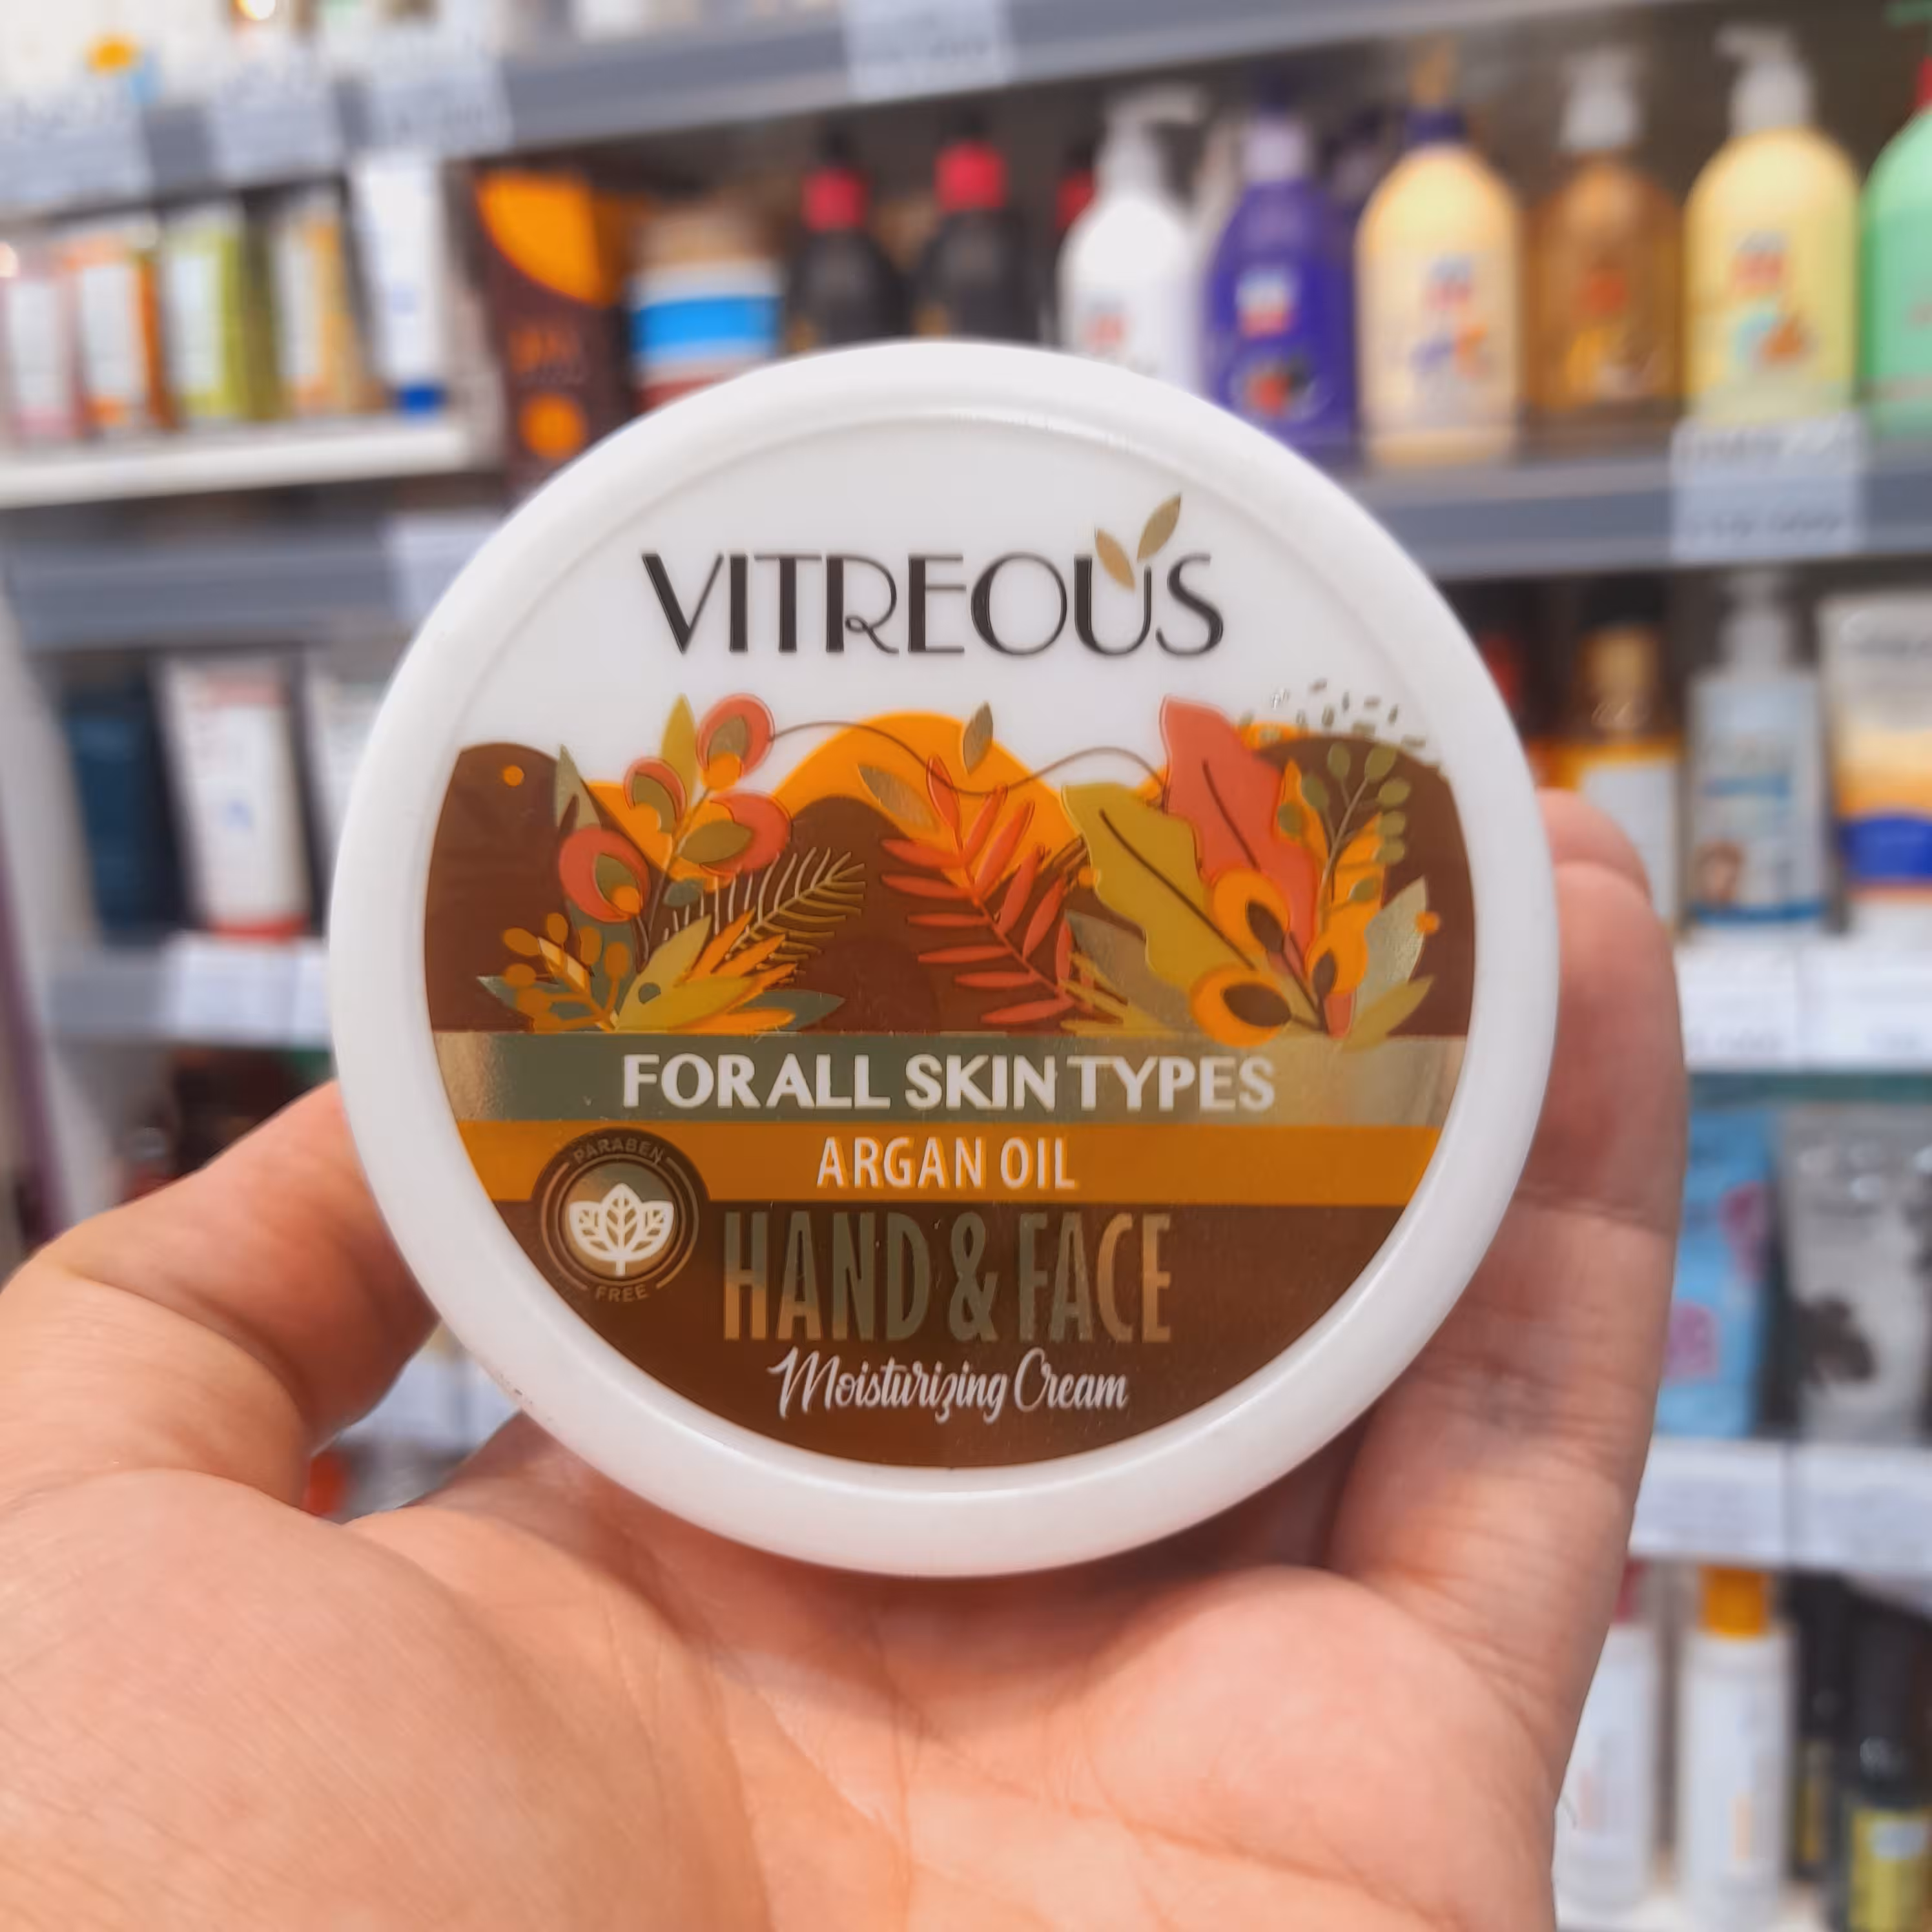 VITREOUS
FOR ALL SKIN TYPES
ARGAN OIL
PARABEN
FREE
HAND & FACE
Moisturizing Cream